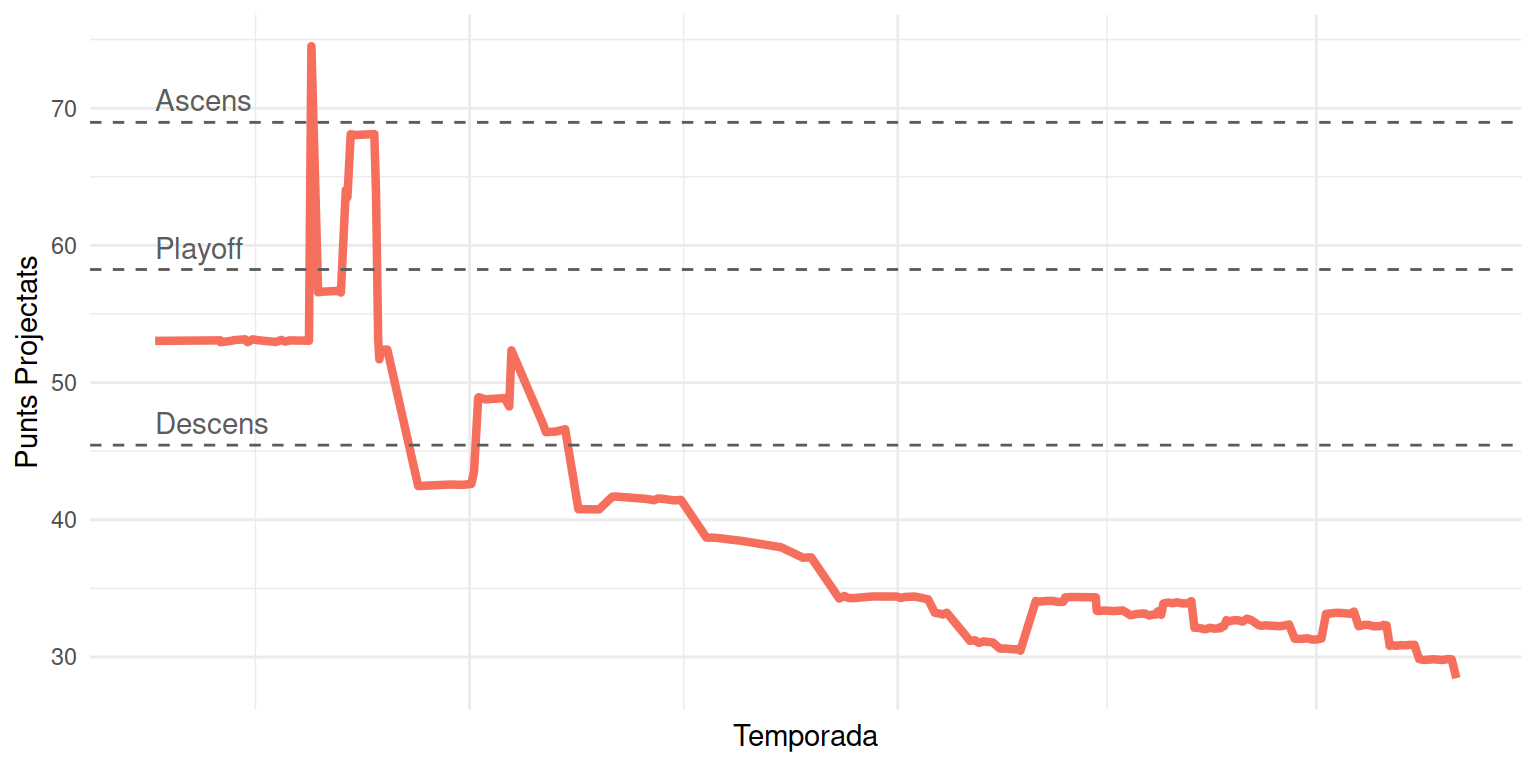 70
60
50
40
30
Ascens
Playoff
Descens
Punts Projectats
Temporada